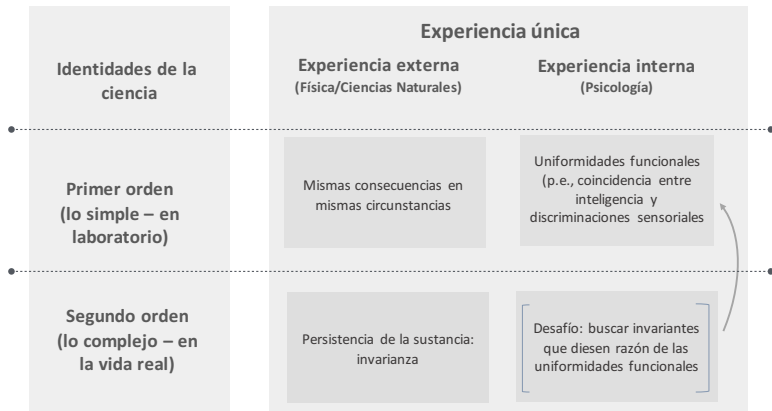 Experiencia única
Identidades de la
ciencia
Experiencia externa
(Física/Ciencias Naturales)
Experiencia interna
(Psicología)
Primer orden
(lo simple – en
laboratorio)
Mismas consecuencias en
mismas circunstancias
Uniformidades funcionales
(p.e., coincidencia entre
inteligencia y
discriminaciones sensoriales
Segundo orden
(lo complejo – en
la vida real)
Persistencia de la sustancia:
invarianza
Desafío: buscar invariantes
que diesen razón de las
uniformidades funcionales